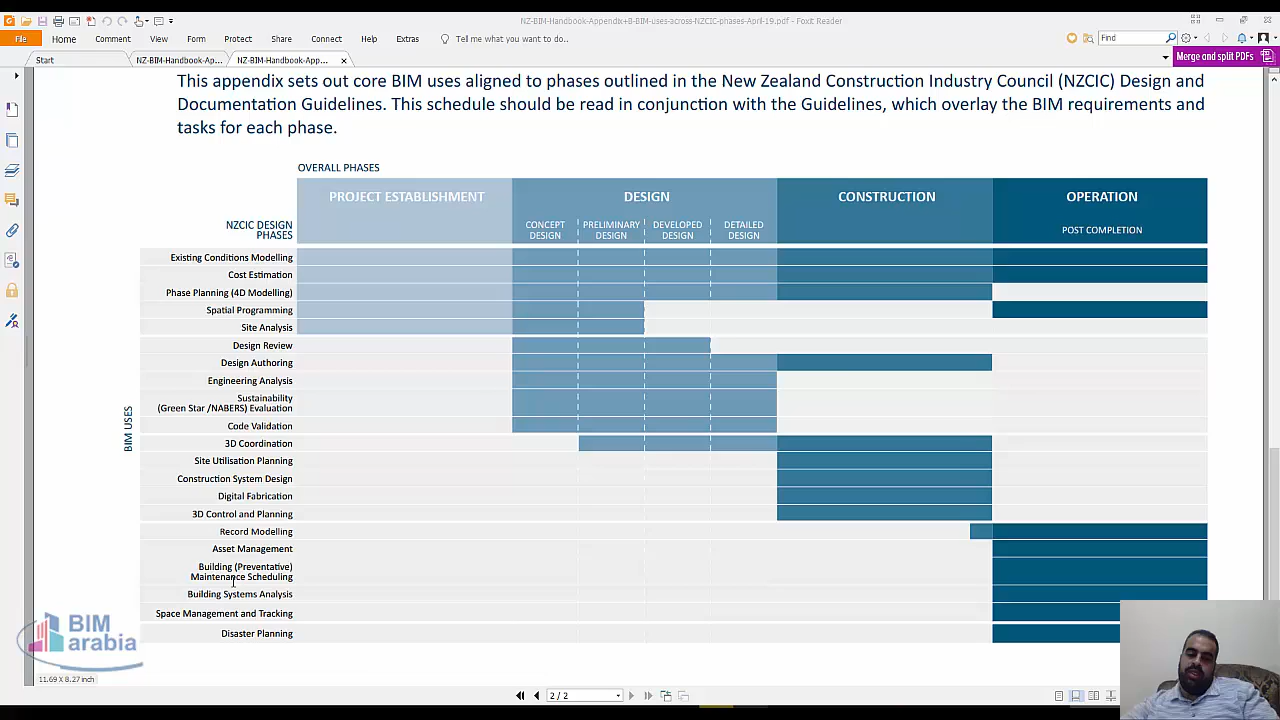 NZ-BIM-Handbook-Appendix+B-BIM-uses-across-NZCIC-phases-April-19.pdf - Foxit Reader
File Home Comment View Form Protect Share Connect Help Extras Tell me what you want to do.. Find
Start NZ-BIM-Handbook-Ap... NZ-BIM-Handbook-App... Merge and split PDFs
This appendix sets out core BIM uses aligned to phases outlined in the New Zealand Construction Industry Council (NZCIC) Design and
Documentation Guidelines. This schedule should be read in conjunction with the Guidelines, which overlay the BIM requirements and
tasks for each phase.
OVERALL PHASES
PROJECT ESTABLISHMENT DESIGN CONSTRUCTION OPERATION
NZCIC DESIGN
PHASES
CONCEPT
DESIGN
PRELIMINARY
DESIGN
DEVELOPED
DESIGN
DETAILED
DESIGN
POST COMPLETION
BIM USES
Existing Conditions Modelling
Cost Estimation
Phase Planning (4D Modelling)
Spatial Programming
Site Analysis
Design Review
Design Authoring
Engineering Analysis
Sustainability
(Green Star /NABERS) Evaluation
Code Validation
3D Coordination
Site Utilisation Planning
Construction System Design
Digital Fabrication
3D Control and Planning
Record Modelling
Asset Management
Building (Preventative)
Maintenance Scheduling
Building Systems Analysis
Space Management and Tracking
Disaster Planning
BIM
arabia
11.69 X 8.27 inch
2 / 2